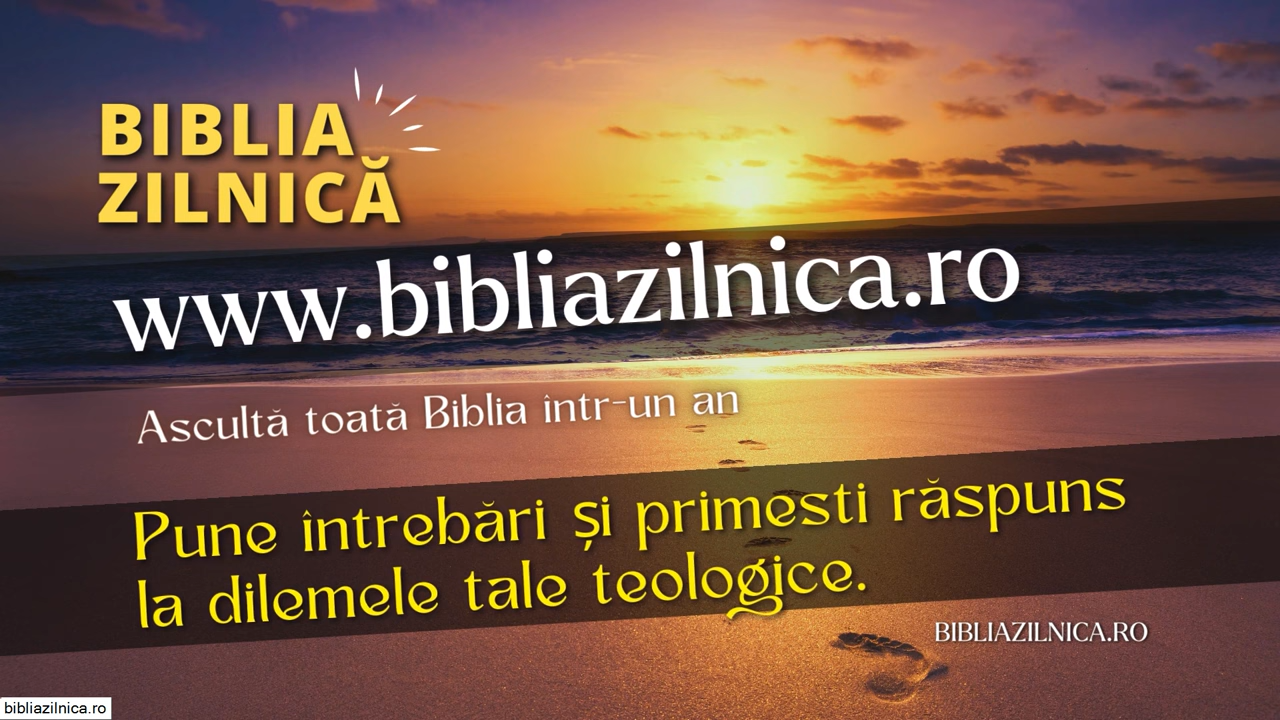 BIBLIA
ZILNICĂ
www.bibliazilnica.ro
Ascultă toată Biblia într-un an
Pune întrebări și primesti răspuns
la dilemele tale teologice.
BIBLIAZILNICA.RO
bibliazilnica.ro